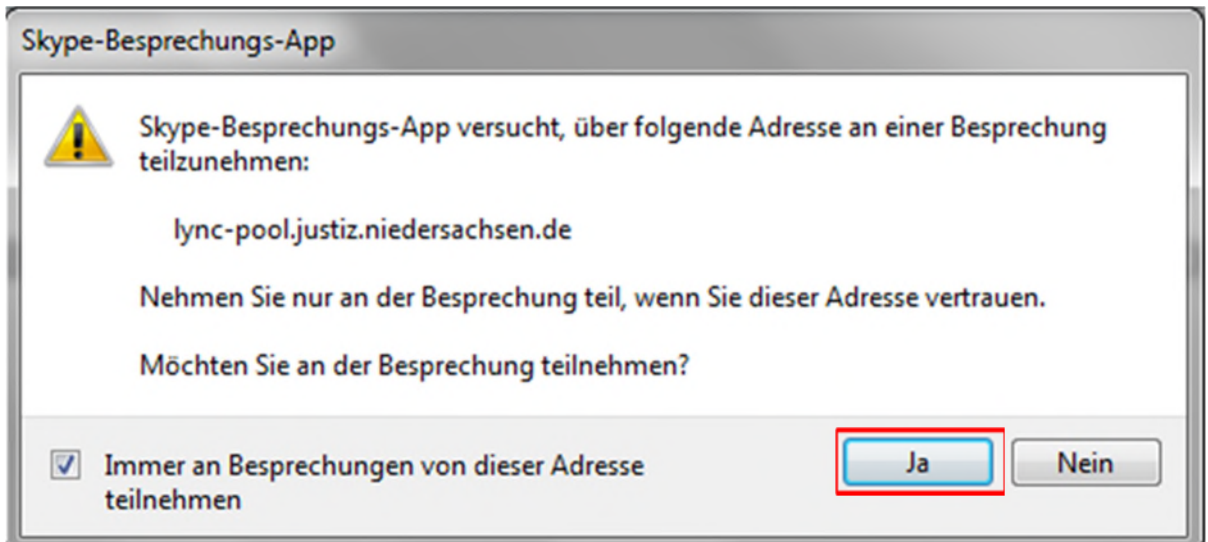 Skype-Besprechungs-App
Skype-Besprechungs-App versucht, über folgende Adresse an einer Besprechung
teilzunehmen:
lync-pool.justiz.niedersachsen.de
Nehmen Sie nur an der Besprechung teil, wenn Sie dieser Adresse vertrauen.
Möchten Sie an der Besprechung teilnehmen?
Immer an Besprechungen von dieser Adresse
teilnehmen
Ja
Nein